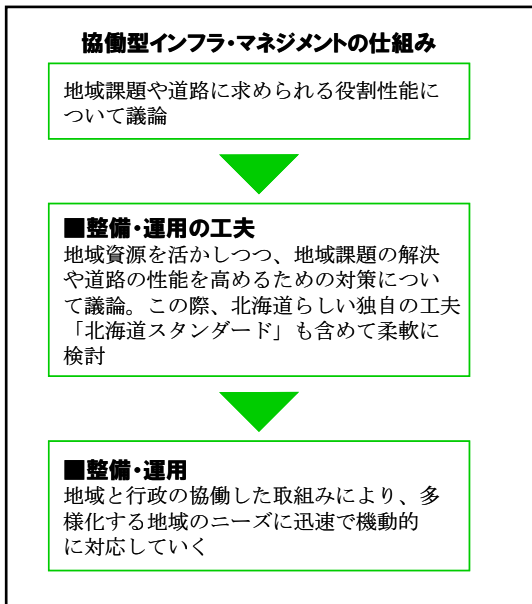 協働型インフラ・マネジメントの仕組み
地域課題や道路に求められる役割性能に
ついて議論
■整備・運用の工夫
地域資源を活かしつつ、地域課題の解決
や道路の性能を高めるための対策につい
て議論。この際、北海道らしい独自の工夫
「北海道スタンダード」も含めて柔軟に
検討
■整備・運用
地域と行政の協働した取組みにより、多
様化する地域のニーズに迅速で機動的
に対応していく